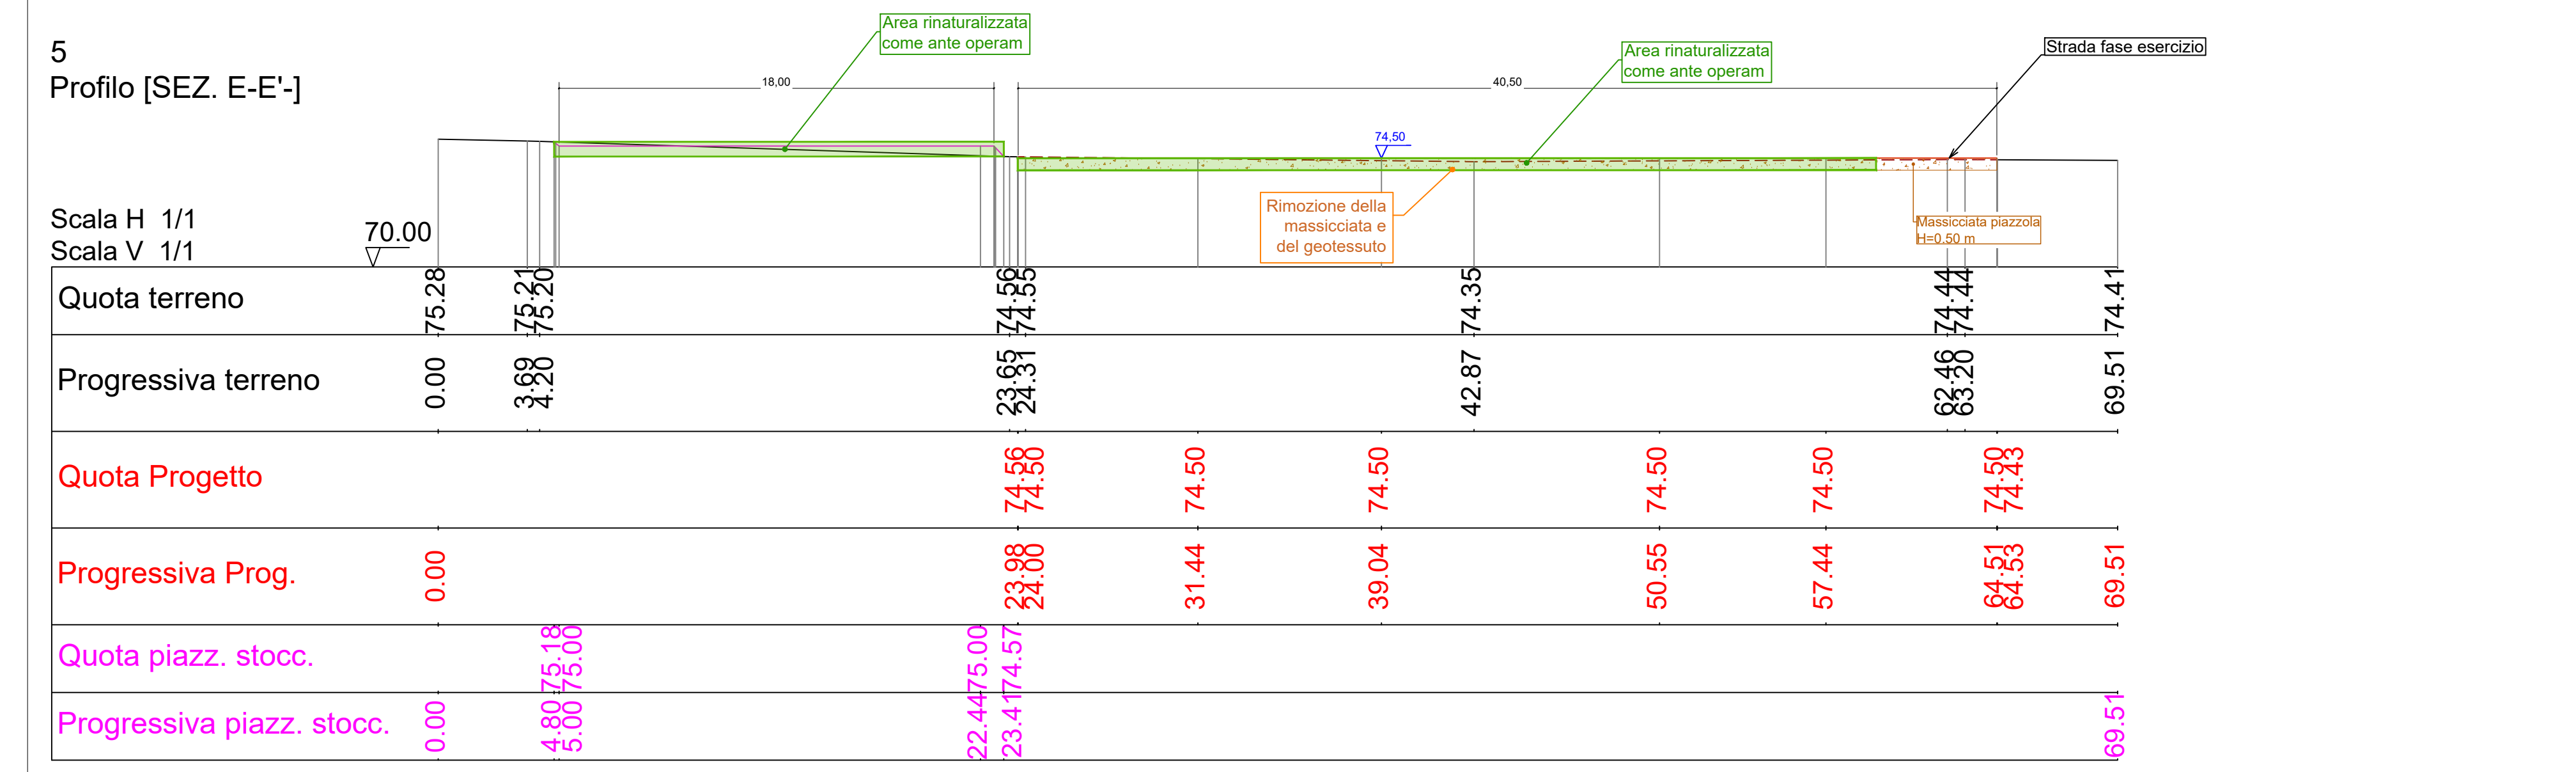 5
Profilo [SEZ. E-E'-]
Area rinaturalizzata
come ante operam
Area rinaturalizzata
come ante operam
Strada fase esercizio
18,00
40,50
74,50
Rimozione della
massicciata e
del geotessuto
Massicciata piazzola
H=0.50 m
Scala H 1/1
Scala V 1/1
70.00
Quota terreno 75.28 75.21 75.20 74.56 74.55 74.35 74.44 74.44 74.41
Progressiva terreno 0.00 3.69 4.20 23.65 24.31 42.87 62.46 63.20 69.51
Quota Progetto 74.56 74.50 74.50 74.50 74.50 74.50 74.50 74.43
Progressiva Prog. 0.00 23.98 24.00 31.44 39.04 50.55 57.44 64.51 64.53 69.51
Quota piazz. stocc. 75.18 75.00 75.00 74.57
Progressiva piazz. stocc. 0.00 4.80 5.00 22.44 23.41 69.51